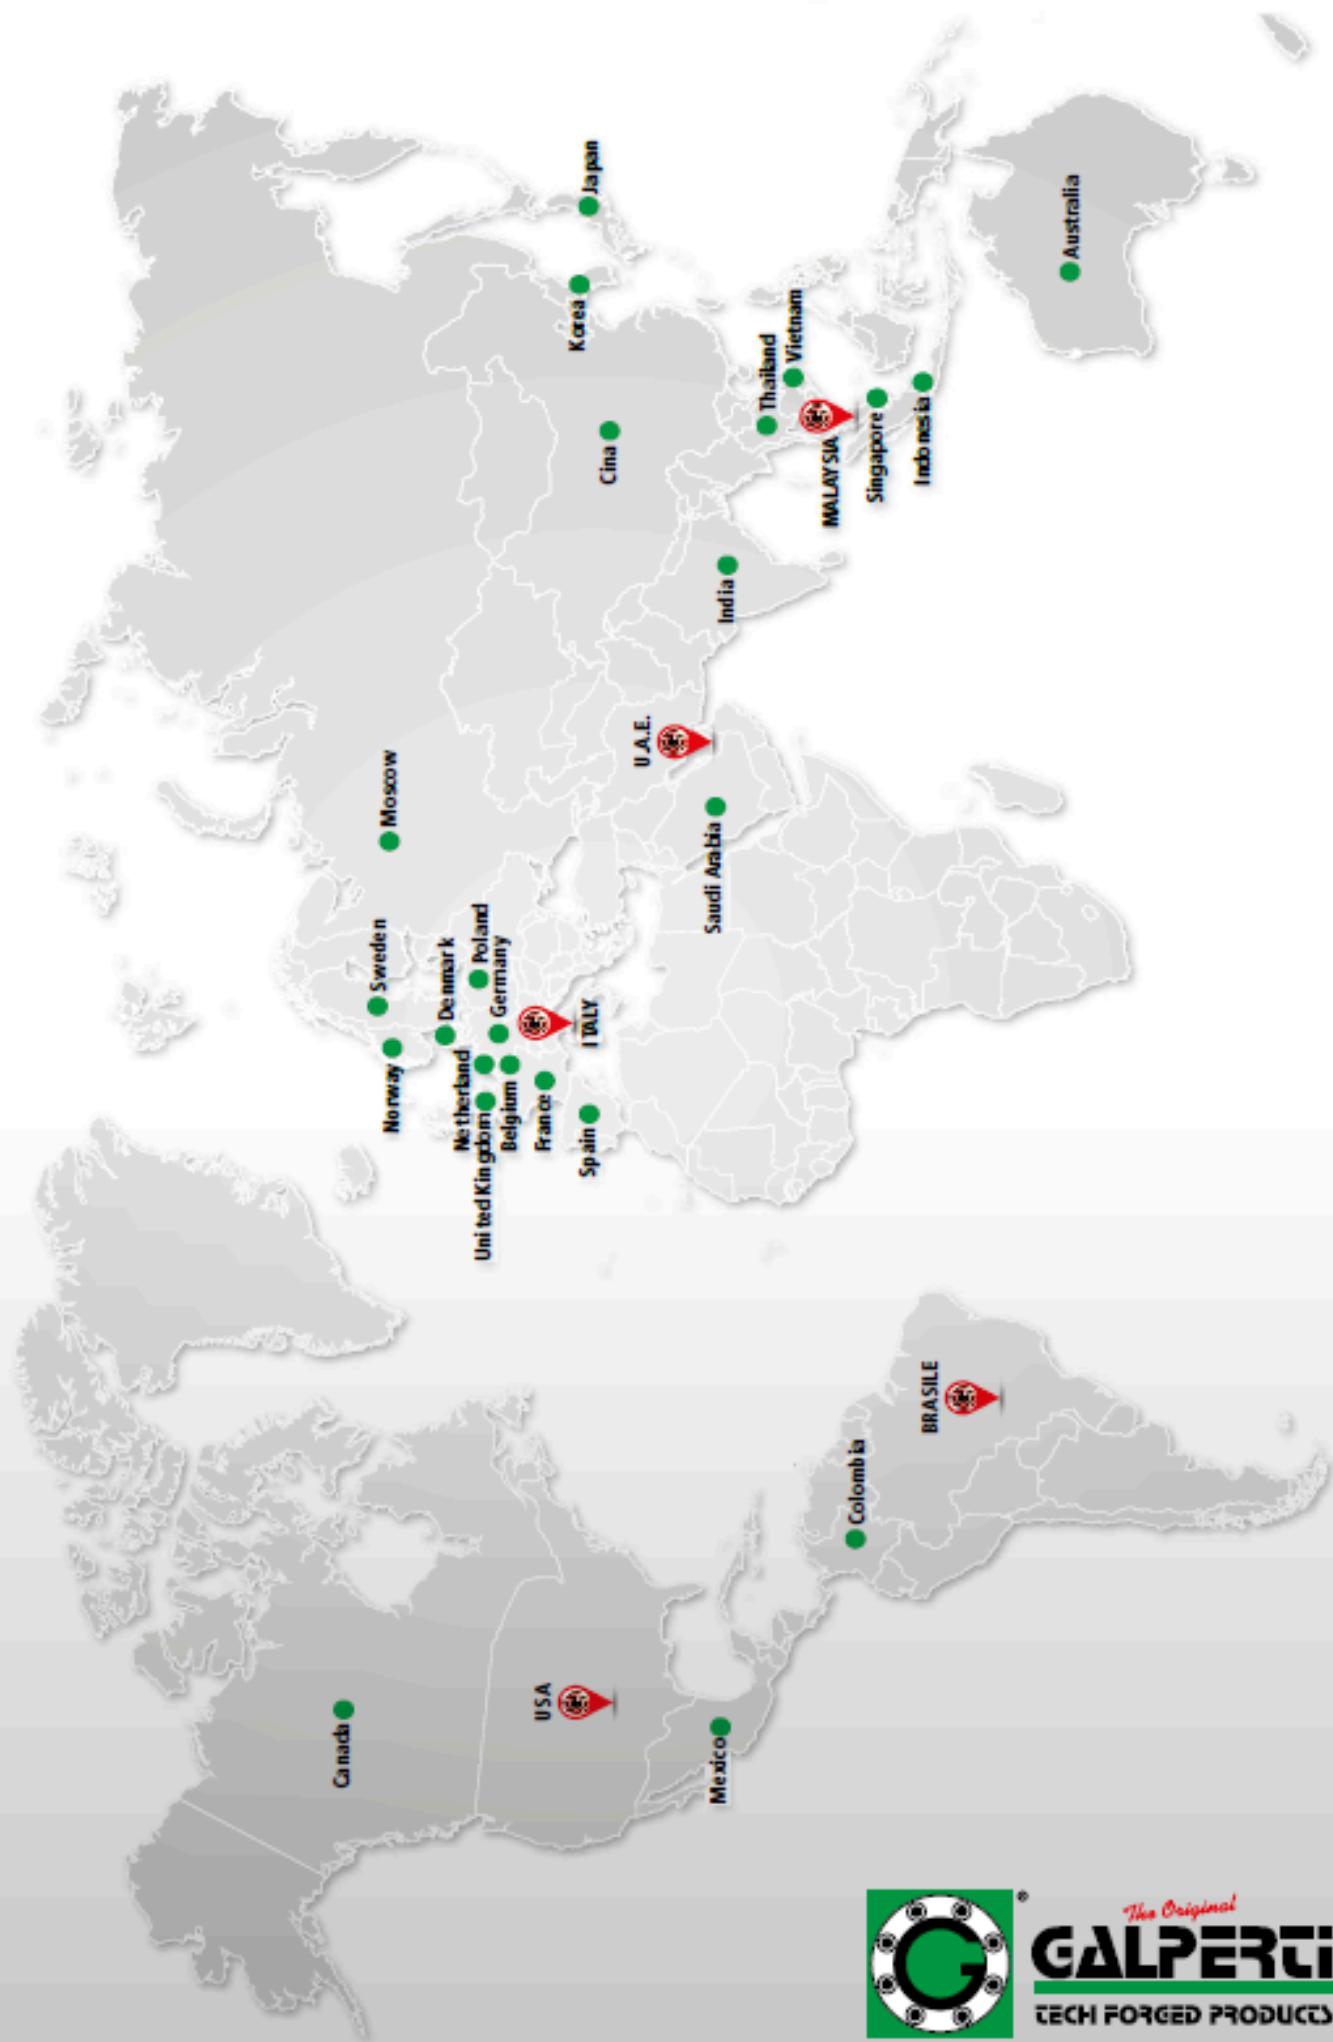 Canada
USA
Mexico
Colombia
BRASILE
Norway
Sweden
Moscow
Denmark
Netherland
Poland
United Kingdom
Germany
Belgium
France
ITALY
Spain
U.A.E.
Saudi Arabia
India
Cina
Korea
Japan
Thailand
Vietnam
MALAYSIA
Singapore
Indonesia
Australia
G
®
The Original
GALPERTI
TECH FORGED PRODUCTS